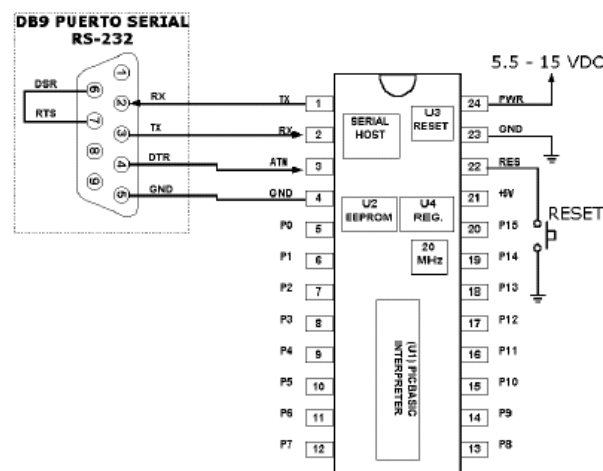 DB9 PUERTO SERIAL
RS-232
DSR
RTS
1
6
2
7
3
8
4
9
5
RX
TX
DTR
GND
TX
RX
ATN
GND
P0
P1
P2
P3
P4
P5
P6
P7
1
2
3
4
5
6
7
8
9
10
11
12
SERIAL
HOST
U3
RESET
U2
EEPROM
U4
REG.
20
MHz
(U1) PICBASIC
INTERPRETER
24
23
22
21
20
19
18
17
16
15
14
13
5.5 - 15 VDC
PWR
GND
RES
+5V
P15
P14
P13
P12
P11
P10
P9
P8
RESET